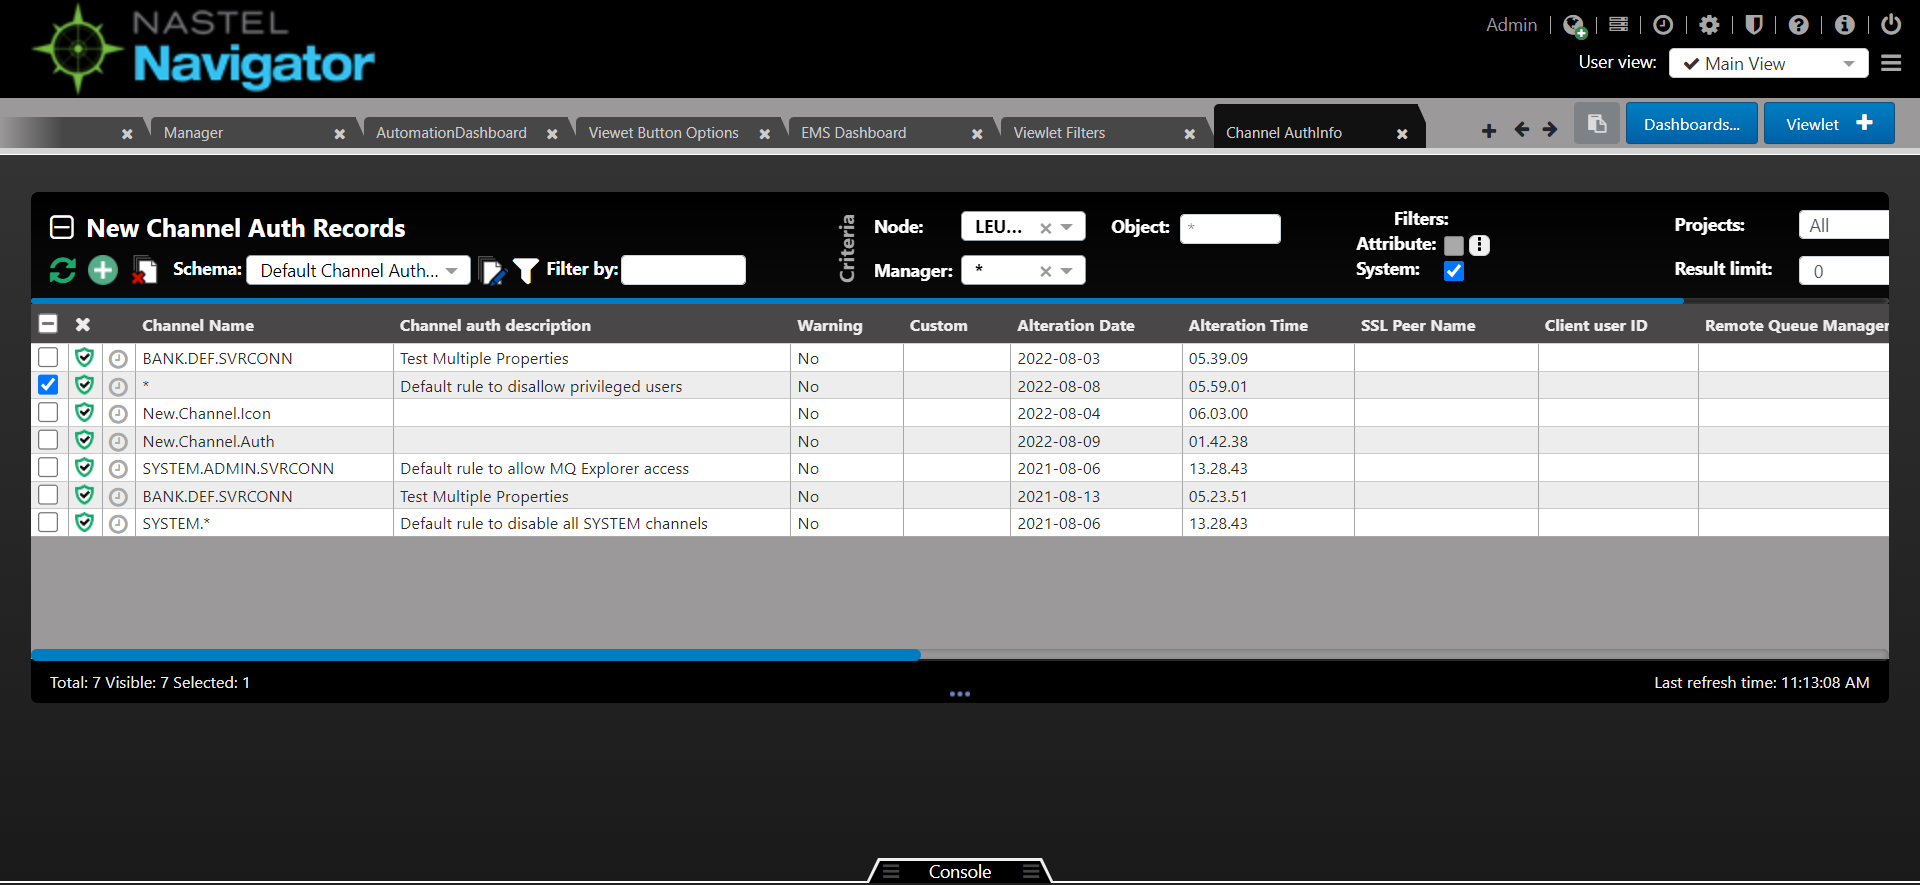 NASTEL
Navigator
Admin
User view: Main View
Manager
AutomationDashboard
Viewet Button Options
EMS Dashboard
Viewlet Filters
Channel AuthInfo
Dashboards...
Viewlet
New Channel Auth Records
Schema: Default Channel Auth...
Filter by:
Criteria
Node: LEU...
Manager: *
Object: *
Filters:
Attribute:
System:
Projects: All
Result limit: 0
Channel Name Channel auth description Warning Custom Alteration Date Alteration Time SSL Peer Name Client user ID Remote Queue Manager
BANK.DEF.SVRCONN Test Multiple Properties No 2022-08-03 05.39.09
* Default rule to disallow privileged users No 2022-08-08 05.59.01
New.Channel.Icon No 2022-08-04 06.03.00
New.Channel.Auth No 2022-08-09 01.42.38
SYSTEM.ADMIN.SVRCONN Default rule to allow MQ Explorer access No 2021-08-06 13.28.43
BANK.DEF.SVRCONN Test Multiple Properties No 2021-08-13 05.23.51
SYSTEM.* Default rule to disable all SYSTEM channels No 2021-08-06 13.28.43
Total: 7 Visible: 7 Selected: 1
Last refresh time: 11:13:08 AM
Console